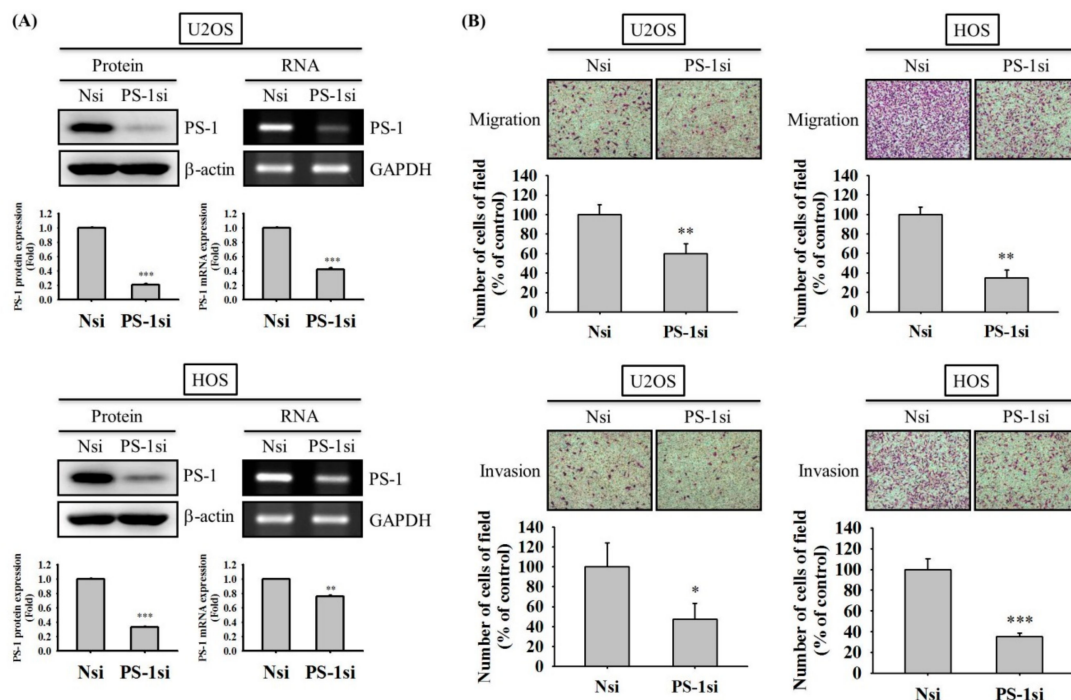 (A)
U2OS
Protein RNA
Nsi PS-1si Nsi PS-1si
PS-1 PS-1
β-actin GAPDH
PS-1 protein expression
(Fold)
1.2
1.0
0.8
0.6
0.4
0.2
0.0
***
Nsi PS-1si
PS-1 mRNA expression
(Fold)
1.2
1.0
0.8
0.6
0.4
0.2
0.0
***
Nsi PS-1si
HOS
Protein RNA
Nsi PS-1si Nsi PS-1si
PS-1 PS-1
β-actin GAPDH
PS-1 protein expression
(Fold)
1.2
1.0
0.8
0.6
0.4
0.2
0.0
***
Nsi PS-1si
PS-1 mRNA expression
(Fold)
1.2
1.0
0.8
0.6
0.4
0.2
0.0
**
Nsi PS-1si
(B)
U2OS
Nsi PS-1si
Migration
Number of cells of field
(% of control)
140
120
100
80
60
40
20
0
**
Nsi PS-1si
HOS
Nsi PS-1si
Migration
Number of cells of field
(% of control)
140
120
100
80
60
40
20
0
**
Nsi PS-1si
U2OS
Nsi PS-1si
Invasion
Number of cells of field
(% of control)
140
120
100
80
60
40
20
0
*
Nsi PS-1si
HOS
Nsi PS-1si
Invasion
Number of cells of field
(% of control)
140
120
100
80
60
40
20
0
***
Nsi PS-1si